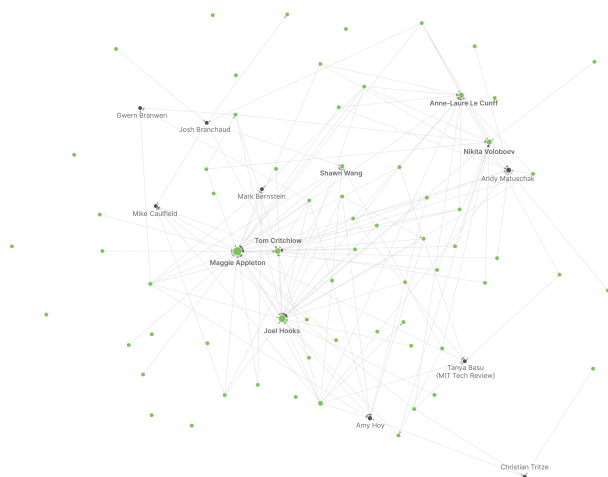 Anne-Laure Le Cunff
Gwern Branwen
Josh Branchaud
Nikita Voloboev
Shawn Wang
Andy Matuschak
Mark Bernstein
Mike Caulfield
Tom Critchlow
Maggie Appleton
Joel Hooks
Tanya Basu
(MIT Tech Review)
Amy Hoy
Christian Tritze